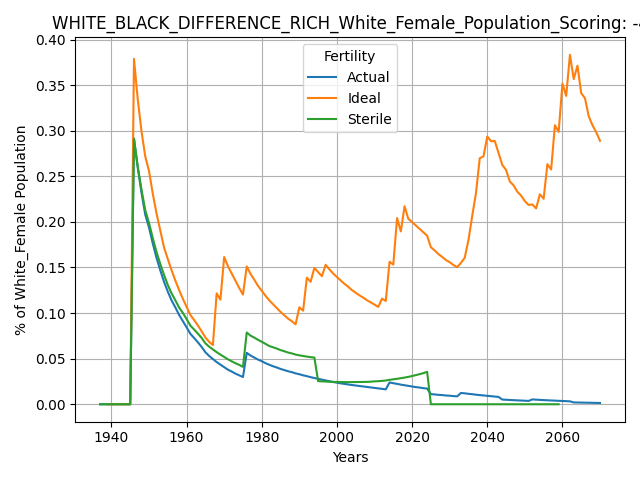 WHITE_BLACK_DIFFERENCE_RICH_White_Female_Population_Scoring: -
Fertility
Actual
Ideal
Sterile
% of White_Female Population
0.40
0.35
0.30
0.25
0.20
0.15
0.10
0.05
0.00
1940 1960 1980 2000 2020 2040 2060
Years